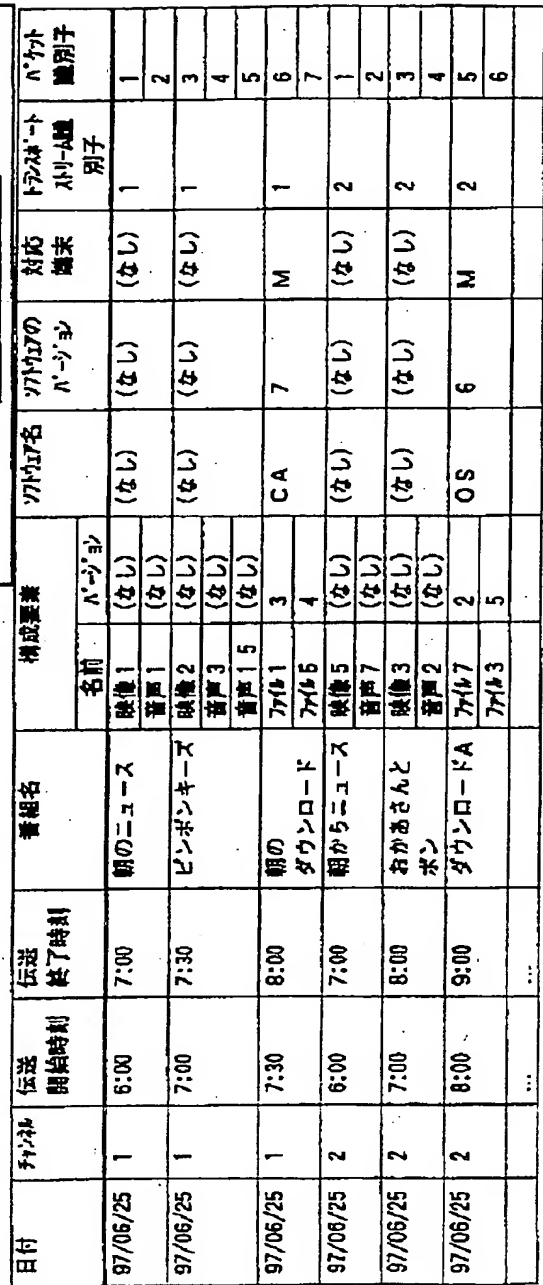 日付 チャンネル 伝送開始時刻 伝送終了時刻 番組名 構成要素 ソフトウェア名 ソフトウェアのバージョン 対応端末 トランスポートストリーム識別子 パケット識別子
名前 バージョン
97/06/25 1 6:00 7:00 朝のニュース 映像1 (なし) (なし) (なし) (なし) 1 1
音声1 (なし) 2
97/06/25 1 7:00 7:30 ピンポンキーズ 映像2 (なし) (なし) (なし) (なし) 1 3
音声3 (なし) 4
音声15 (なし) 5
97/06/25 1 7:30 8:00 朝のダウンロード ファイル1 3 CA 7 M 1 6
ファイル5 4 7
97/06/25 2 6:00 7:00 朝からニュース 映像5 (なし) (なし) (なし) (なし) 2 1
音声7 (なし) 2
97/06/25 2 7:00 8:00 おかあさんとポン 映像3 (なし) (なし) (なし) (なし) 2 3
音声2 (なし) 4
97/06/25 2 8:00 9:00 ダウンロードA ファイル7 2 OS 6 M 2 5
ファイル3 5 6
... ...